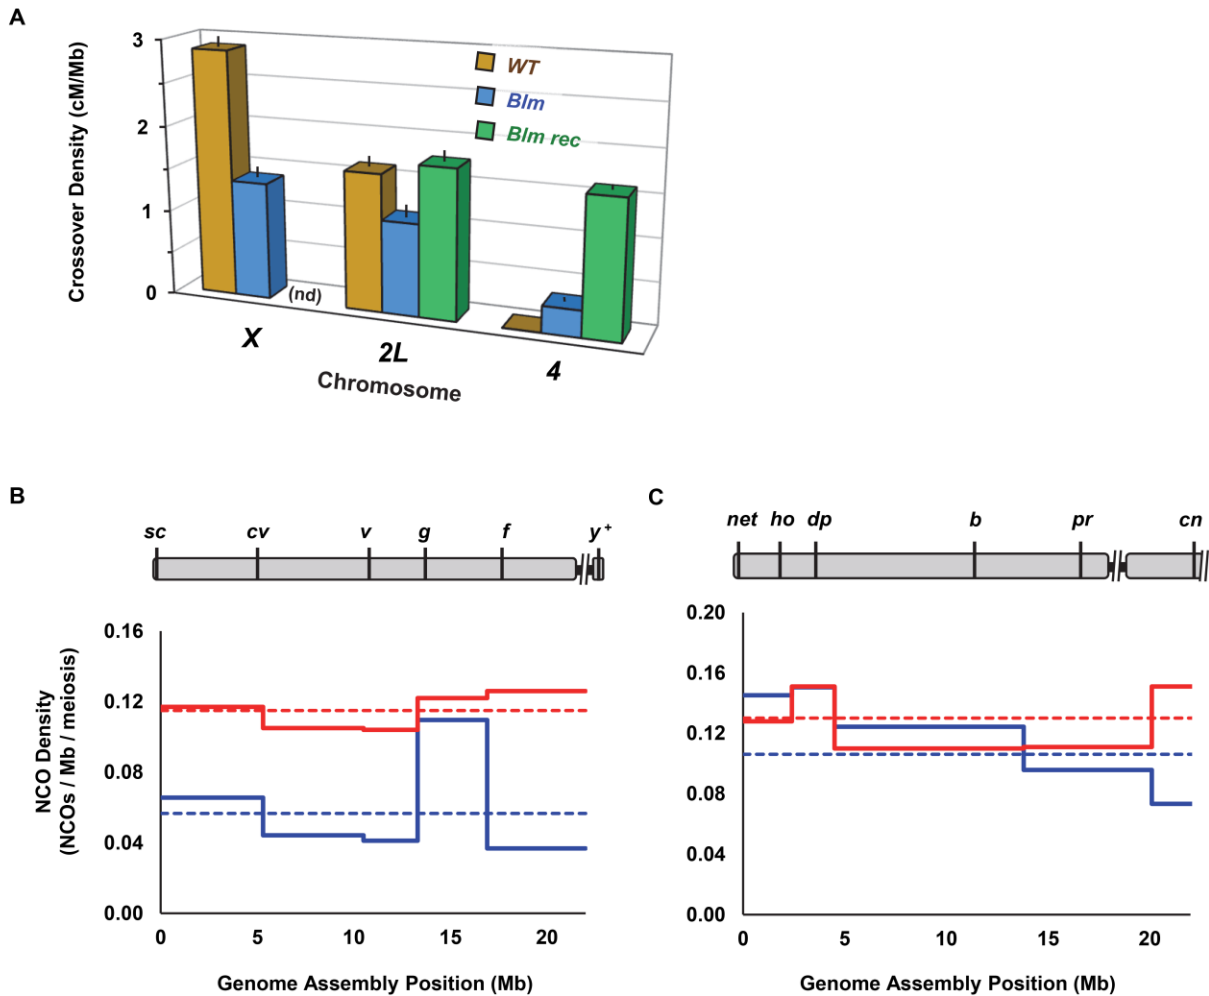 A
3
2
1
0
Crossover Density (cM/Mb)
WT
Blm
Blm rec
(nd)
X
2L
4
Chromosome
B
sc cv v g f y+
0.16
0.12
0.08
0.04
0.00
NCO Density
(NCOs / Mb / meiosis)
0 5 10 15 20
Genome Assembly Position (Mb)
C
net ho dp b pr cn
0.20
0.16
0.12
0.08
0.04
0.00
0 5 10 15 20
Genome Assembly Position (Mb)